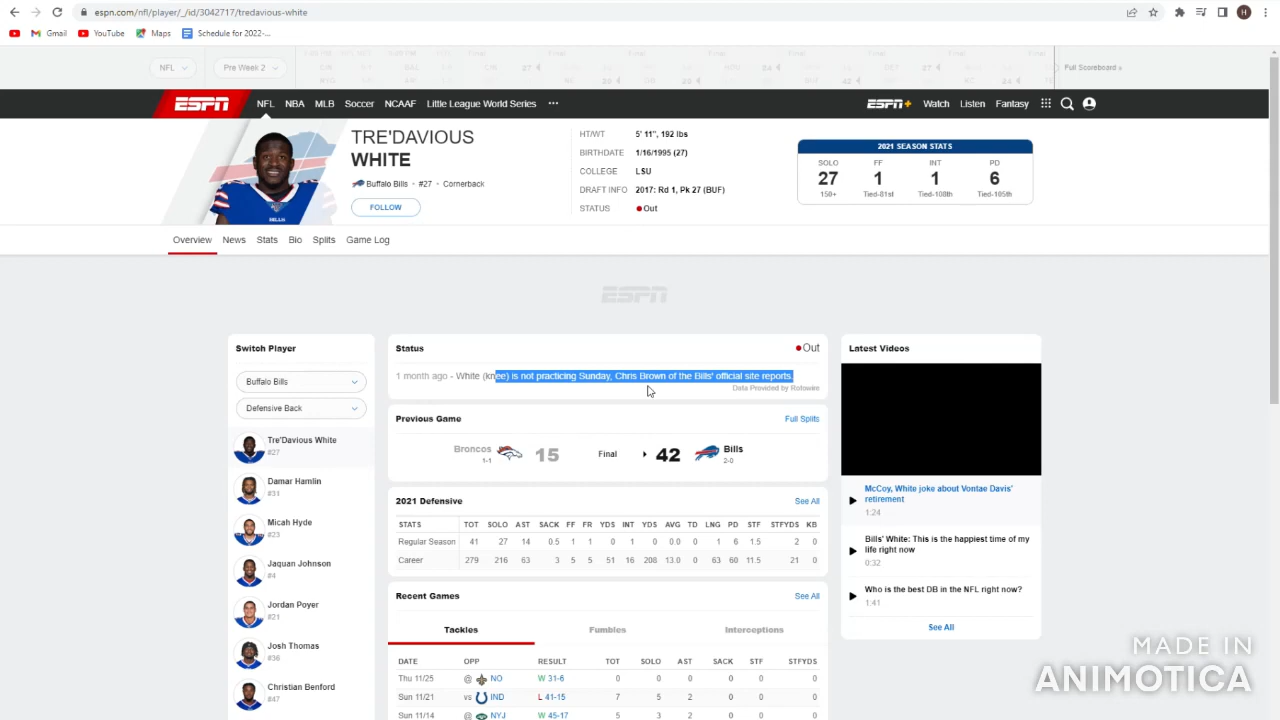 espn.com/nfl/player/_/id/3042717/tredavious-white
H
Gmail YouTube Maps Schedule for 2022-...
NFL Pre Week 2 Full Scoreboard »
ESPN NFL NBA MLB Soccer NCAAF Little League World Series ••• ESPN+ Watch Listen Fantasy
TRE'DAVIOUS
WHITE
Buffalo Bills • #27 • Cornerback
FOLLOW
HT/WT 5' 11", 192 lbs
BIRTHDATE 1/16/1995 (27)
COLLEGE LSU
DRAFT INFO 2017: Rd 1, Pk 27 (BUF)
STATUS Out
2021 SEASON STATS
SOLO FF INT PD
27 1 1 6
159+ Tied-81st Tied-108th Tied-105th
BILLS
Overview News Stats Bio Splits Game Log
ESPN
Switch Player
Buffalo Bills
Defensive Back
Tre'Davious White
#27
Damar Hamlin
#31
Micah Hyde
#23
Jaquan Johnson
#4
Jordan Poyer
#21
Josh Thomas
#36
Christian Benford
#47
Status Out
1 month ago - White (knee) is not practicing Sunday, Chris Brown of the Bills' official site reports.
Data Provided by Rotowire
Previous Game Full Splits
Broncos 15 Final 42 Bills
1-1 2-0
2021 Defensive See All
STATS TOT SOLO AST SACK FF FR YDS INT YDS AVG TD LNG PD STF STFYDS KB
Regular Season 41 27 14 0.5 1 1 0 1 0 0.0 0 1 6 1.5 2 0
Career 279 216 63 3 5 5 51 16 208 13.0 0 63 60 11.5 21 0
Recent Games See All
Tackles Fumbles Interceptions
DATE OPP RESULT TOT SOLO AST SACK STF STFYDS
Thu 11/25 @ NO W 31-6 0 0 0 0 0 0
Sun 11/21 vs IND L 41-15 7 5 2 0 0 0
Sun 11/14 @ NYJ W 45-17 5 3 2 0 0 0
Latest Videos
McCoy, White joke about Vontae Davis'
retirement
1:24
Bills' White: This is the happiest time of my
life right now
0:32
Who is the best DB in the NFL right now?
1:41
See All
MADE IN
ANIMOTICA